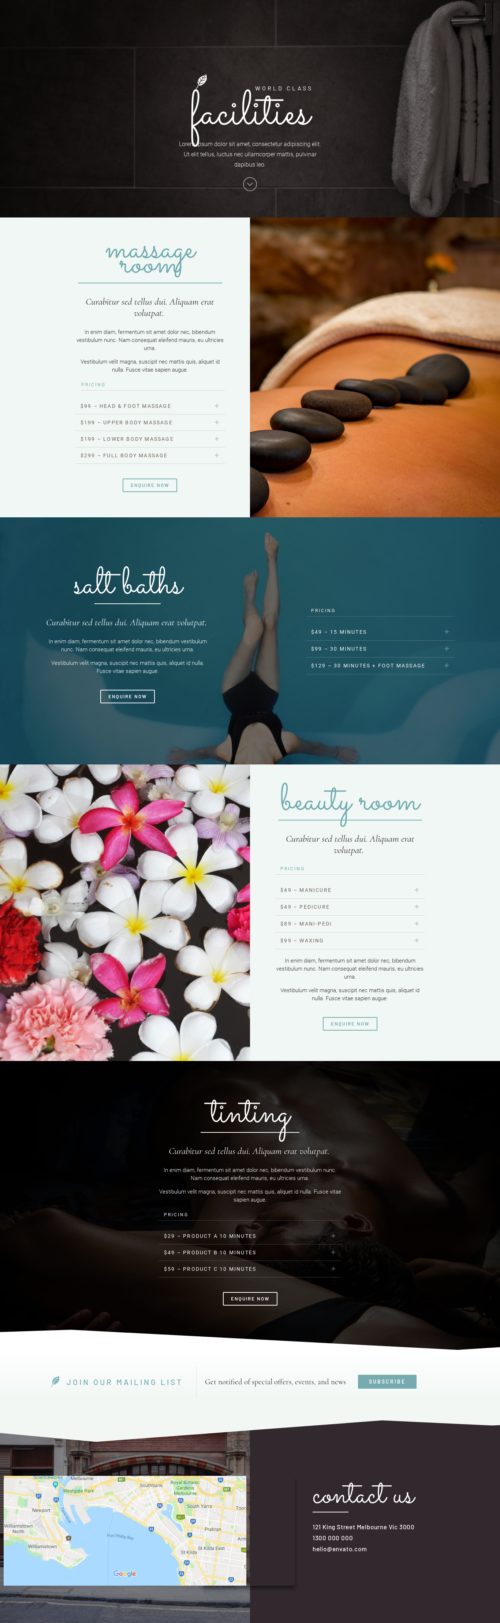 WORLD CLASS
facilities
Lorem ipsum dolor sit amet, consectetur adipiscing elit.
Ut elit tellus, luctus nec ullamcorper mattis, pulvinar
dapibus leo.
massage
room
Curabitur sed tellus dui. Aliquam erat
volutpat.
In enim diam, fermentum sit amet dolor nec, bibendum
vestibulum nunc. Nam consequat eleifend mauris, eu ultricies
urna.
Vestibulum velit magna, suscipit nec mattis quis, aliquet id
nulla. Fusce vitae sapien augue.
PRICING
$99 – HEAD & FOOT MASSAGE
$199 – UPPER BODY MASSAGE
$199 – LOWER BODY MASSAGE
$299 – FULL BODY MASSAGE
ENQUIRE NOW
salt baths
Curabitur sed tellus dui. Aliquam erat volutpat.
In enim diam, fermentum sit amet dolor nec, bibendum vestibulum
nunc. Nam consequat eleifend mauris, eu ultricies urna.
Vestibulum velit magna, suscipit nec mattis quis, aliquet id nulla.
Fusce vitae sapien augue.
ENQUIRE NOW
PRICING
$49 – 15 MINUTES
$99 – 30 MINUTES
$129 – 30 MINUTES + FOOT MASSAGE
beauty room
Curabitur sed tellus dui. Aliquam erat
volutpat.
PRICING
$49 – MANICURE
$49 – PEDICURE
$89 – MANI-PEDI
$99 – WAXING
In enim diam, fermentum sit amet dolor nec, bibendum
vestibulum nunc. Nam consequat eleifend mauris, eu ultricies
urna.
Vestibulum velit magna, suscipit nec mattis quis, aliquet id
nulla. Fusce vitae sapien augue.
ENQUIRE NOW
tinting
Curabitur sed tellus dui. Aliquam erat volutpat.
In enim diam, fermentum sit amet dolor nec, bibendum vestibulum nunc.
Nam consequat eleifend mauris, eu ultricies urna.
Vestibulum velit magna, suscipit nec mattis quis, aliquet id nulla. Fusce vitae
sapien augue.
PRICING
$29 – PRODUCT A 10 MINUTES
$49 – PRODUCT B 10 MINUTES
$59 – PRODUCT C 10 MINUTES
ENQUIRE NOW
JOIN OUR MAILING LIST
Get notified of special offers, events, and news
SUBSCRIBE
Melbourne
Westgate Park
Southbank
Royal Botanic
Gardens
Melbourne
Newport
South Yarra
Williamstown
North
Prahran
Williamstown
St Kilda
St Kilda East
Google
contact us
121 King Street Melbourne Vic 3000
1300 000 000
hello@envato.com